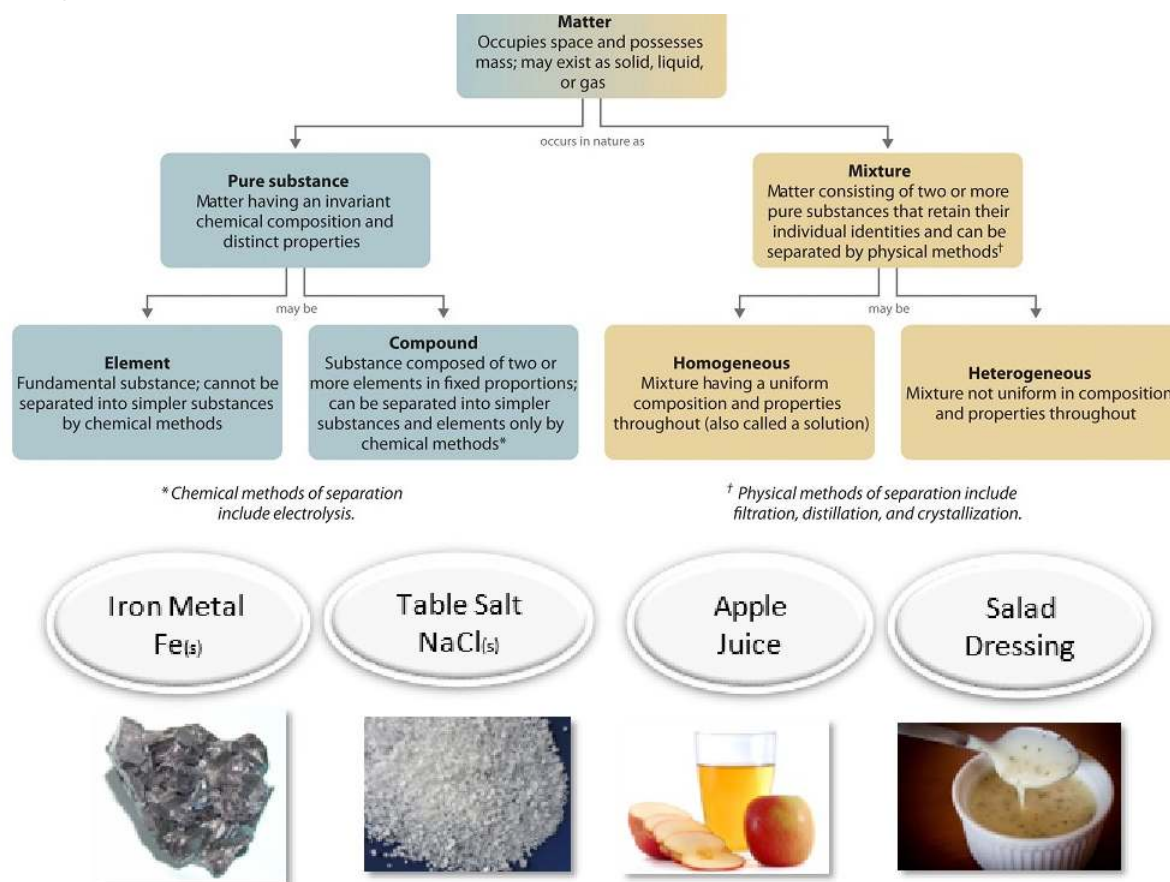 Matter
Occupies space and possesses
mass; may exist as solid, liquid,
or gas
occurs in nature as
Pure substance
Matter having an invariant
chemical composition and
distinct properties
Mixture
Matter consisting of two or more
pure substances that retain their
individual identities and can be
separated by physical methods†
may be
may be
Element
Fundamental substance; cannot be
separated into simpler substances
by chemical methods
Compound
Substance composed of two or
more elements in fixed proportions;
can be separated into simpler
substances and elements only by
chemical methods*
Homogeneous
Mixture having a uniform
composition and properties
throughout (also called a solution)
Heterogeneous
Mixture not uniform in composition
and properties throughout
* Chemical methods of separation
include electrolysis.
† Physical methods of separation include
filtration, distillation, and crystallization.
Iron Metal
Fe(s)
Table Salt
NaCl(s)
Apple
Juice
Salad
Dressing